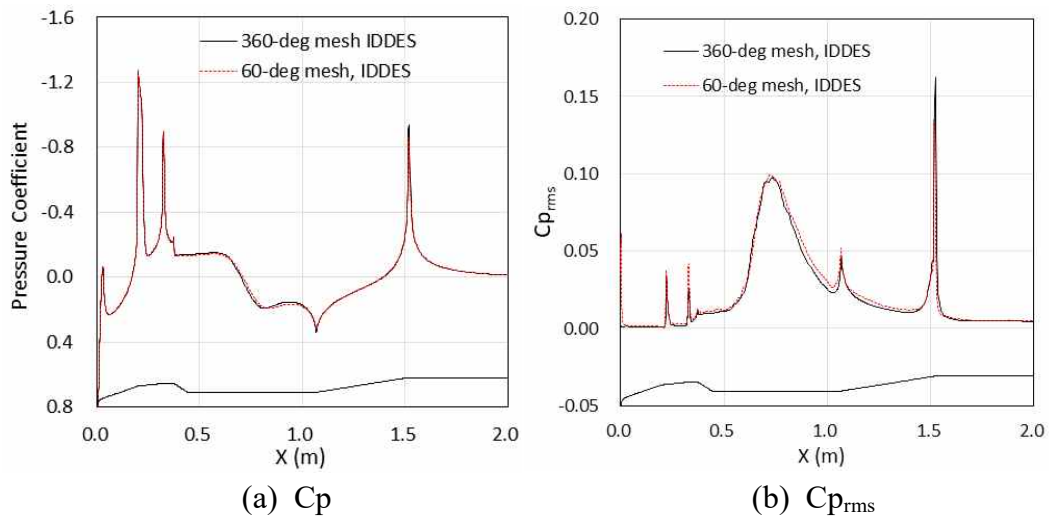 -1.6
-1.2
-0.8
-0.4
0.0
0.4
0.8
Pressure Coefficient
360-deg mesh IDDES
60-deg mesh, IDDES
0.0 0.5 1.0 1.5 2.0
X (m)
(a) Cp
0.20
0.15
0.10
0.05
0.00
-0.05
Cprms
360-deg mesh, IDDES
60-deg mesh, IDDES
0.0 0.5 1.0 1.5 2.0
X (m)
(b) Cprms